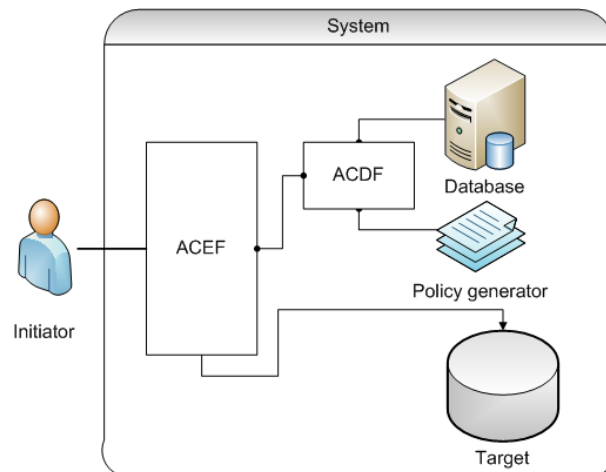 System
Database
ACDF
ACEF
Policy generator
Initiator
Target